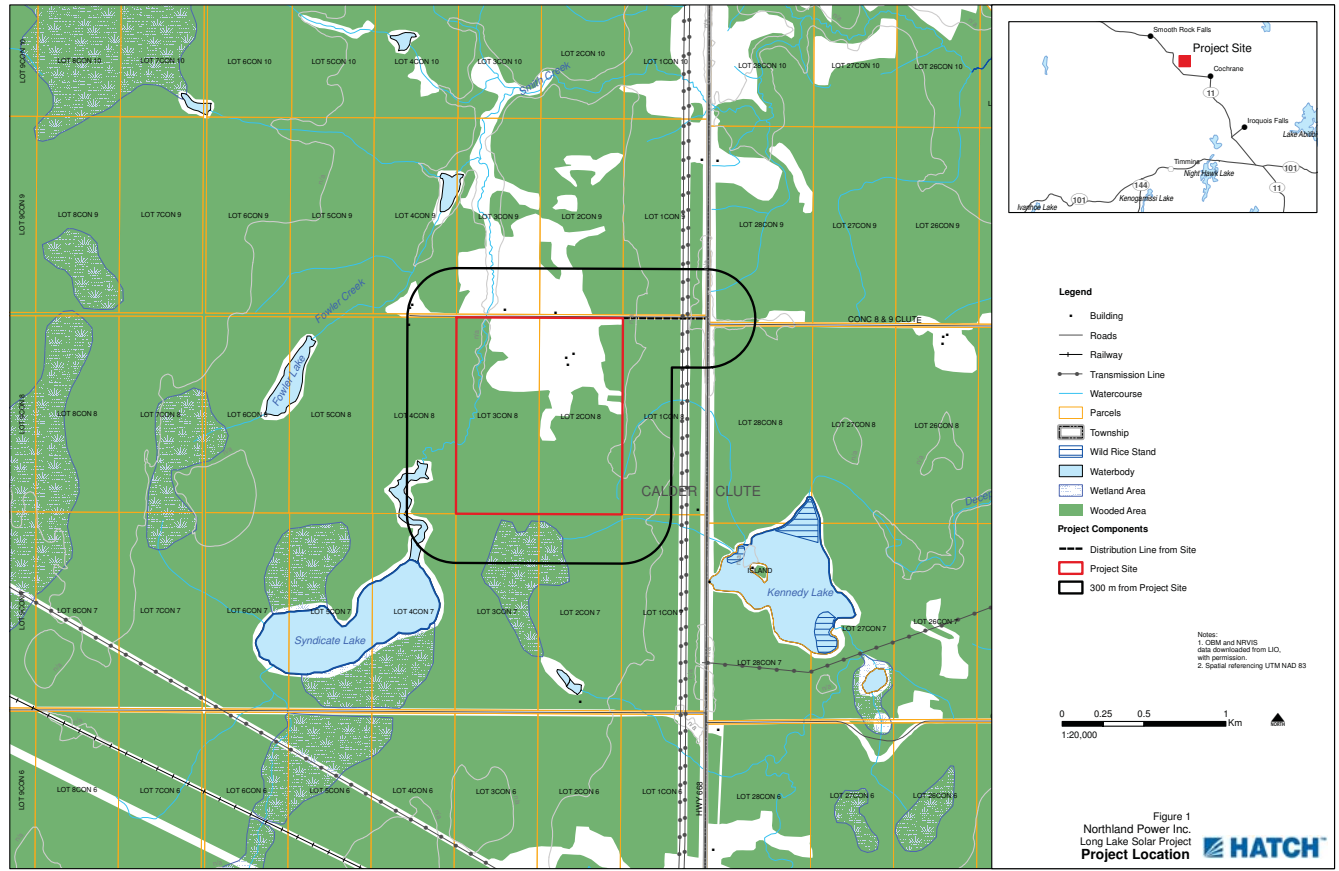 LOT 9CON 10
LOT 8CON 10
LOT 7CON 10
LOT 6CON 10
LOT 5CON 10
LOT 4CON 10
LOT 3CON 10
LOT 2CON 10
LOT 1CON 10
LOT 28CON 10
LOT 27CON 10
LOT 26CON 10
LOT 9CON 9
LOT 8CON 9
LOT 7CON 9
LOT 6CON 9
LOT 5CON 9
LOT 4CON 9
LOT 3CON 9
LOT 2CON 9
LOT 1CON 9
LOT 28CON 9
LOT 27CON 9
LOT 26CON 9
Fowler Creek
CONC 8 & 9 CLUTE
Fowler Lake
LOT 9CON 8
LOT 8CON 8
LOT 7CON 8
LOT 6CON 8
LOT 5CON 8
LOT 4CON 8
LOT 3CON 8
LOT 2CON 8
LOT 1CON 8
LOT 28CON 8
LOT 27CON 8
LOT 26CON 8
CALDER
CLUTE
ISLAND
Kennedy Lake
LOT 8CON 7
LOT 7CON 7
LOT 6CON 7
LOT 5CON 7
LOT 4CON 7
LOT 3CON 7
LOT 2CON 7
LOT 1CON 7
LOT 28CON 7
LOT 27CON 7
LOT 26CON 7
Syndicate Lake
LOT 9CON 6
LOT 8CON 6
LOT 7CON 6
LOT 6CON 6
LOT 5CON 6
LOT 4CON 6
LOT 3CON 6
LOT 2CON 6
LOT 1CON 6
HWY 668
LOT 28CON 6
LOT 27CON 6
LOT 26CON 6
Smooth Rock Falls
Project Site
Cochrane
11
Iroquois Falls
Timmins
Night Hawk Lake
101
144
11
Kenogamissi Lake
101
Ivanhoe Lake
Legend
Building
Roads
Railway
Transmission Line
Watercourse
Parcels
Township
Wild Rice Stand
Waterbody
Wetland Area
Wooded Area
Project Components
Distribution Line from Site
Project Site
300 m from Project Site
Notes:
1. OBM and NRVIS
data downloaded from LIO,
with permission.
2. Spatial referencing UTM NAD 83
0 0.25 0.5 1
Km
1:20,000
Figure 1
Northland Power Inc.
Long Lake Solar Project
Project Location
HATCH™